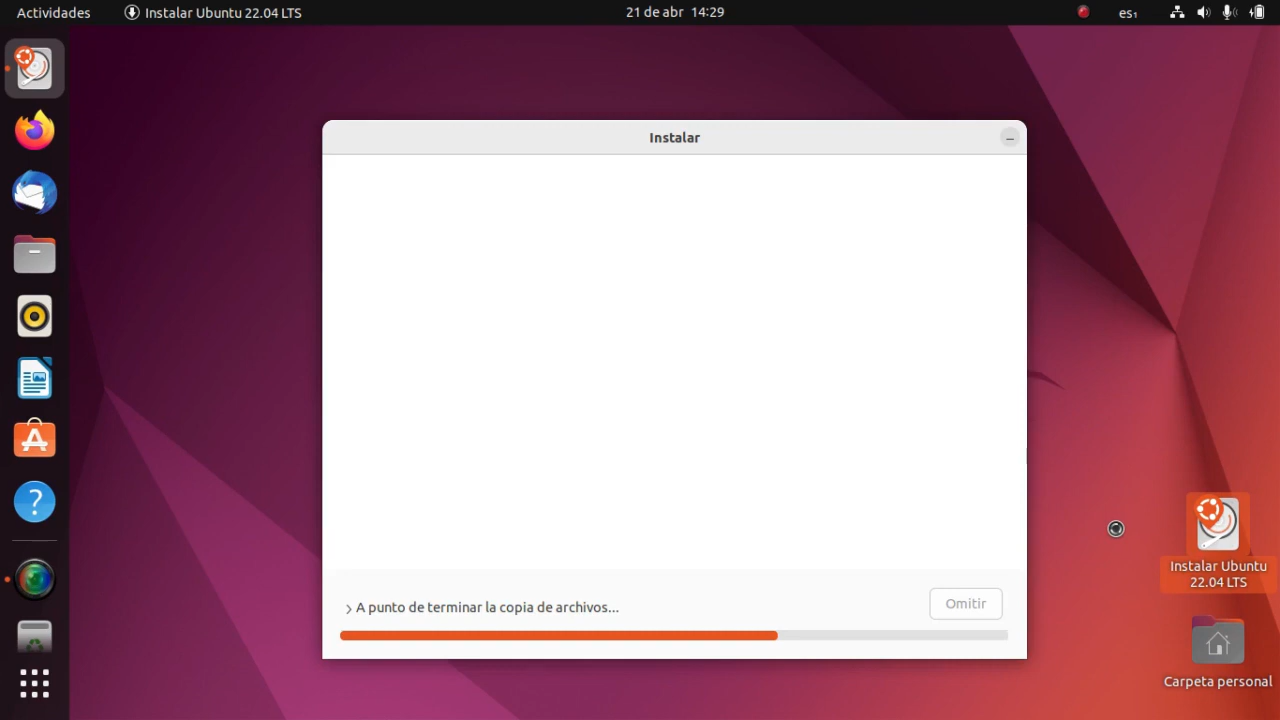 Actividades
Instalar Ubuntu 22.04 LTS
21 de abr 14:29
es₁
Instalar
A punto de terminar la copia de archivos...
Omitir
Instalar Ubuntu
22.04 LTS
Carpeta personal